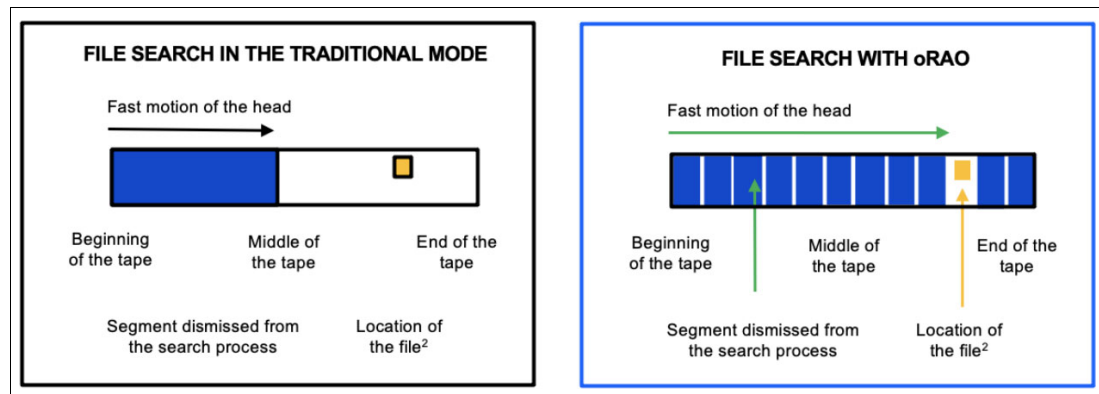 FILE SEARCH IN THE TRADITIONAL MODE
Fast motion of the head
Beginning
of the tape
Middle of
the tape
End of the
tape
Segment dismissed from
the search process
Location of
the file²
FILE SEARCH WITH oRAO
Fast motion of the head
Beginning
of the tape
Middle of
the tape
End of the
tape
Segment dismissed from
the search process
Location of
the file²